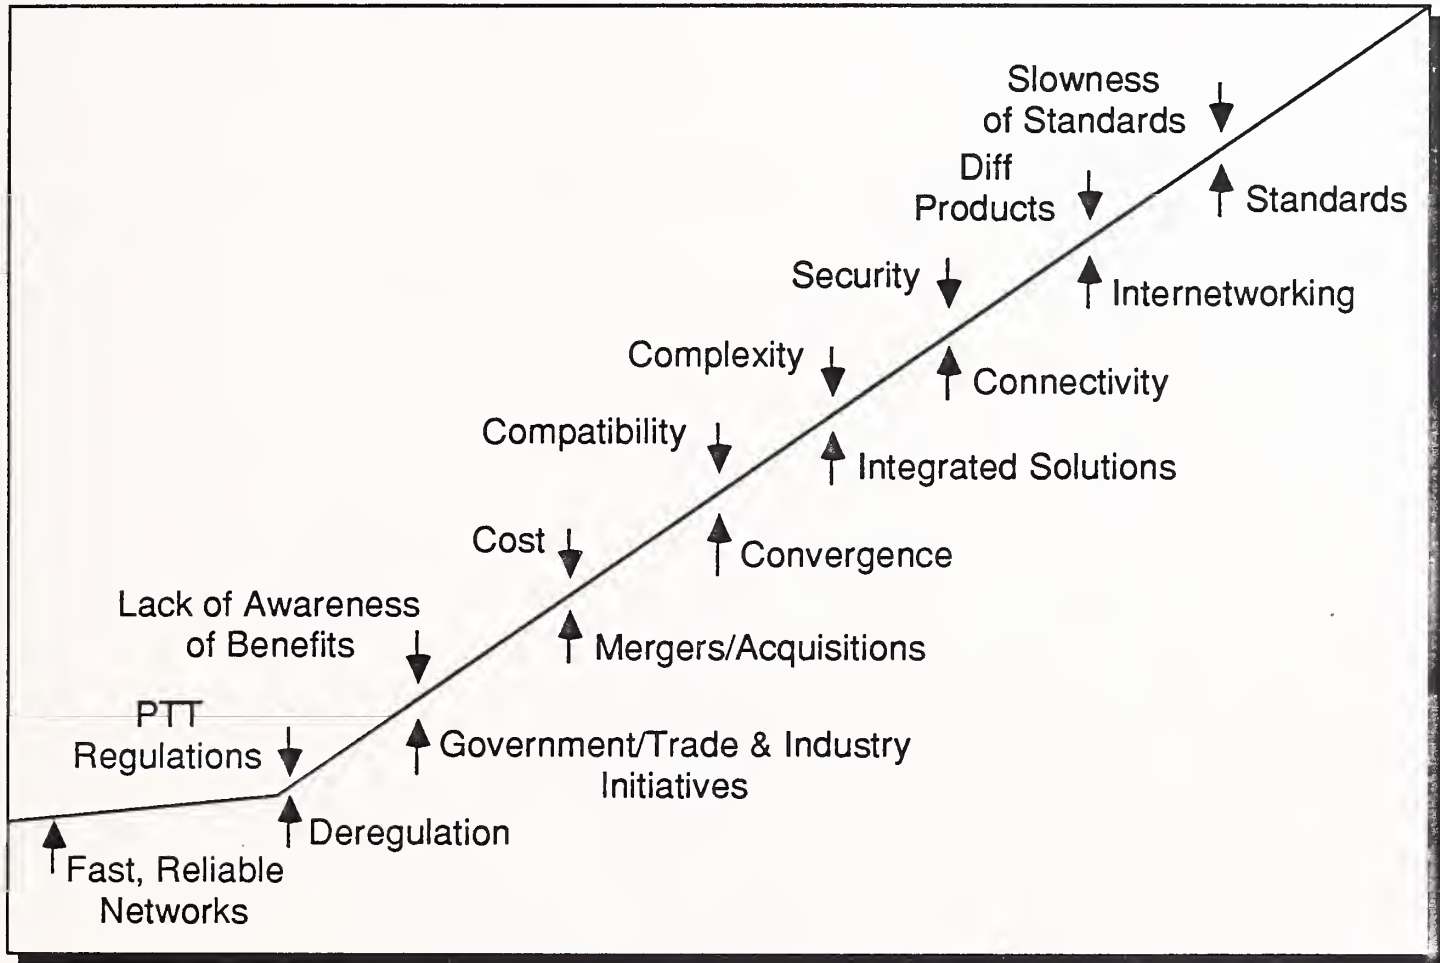 Slowness
of Standards
Standards
Diff
Products
Internetworking
Security
Connectivity
Complexity
Integrated Solutions
Compatibility
Convergence
Cost
Mergers/Acquisitions
Lack of Awareness
of Benefits
Government/Trade & Industry
Initiatives
PTT
Regulations
Deregulation
Fast, Reliable
Networks